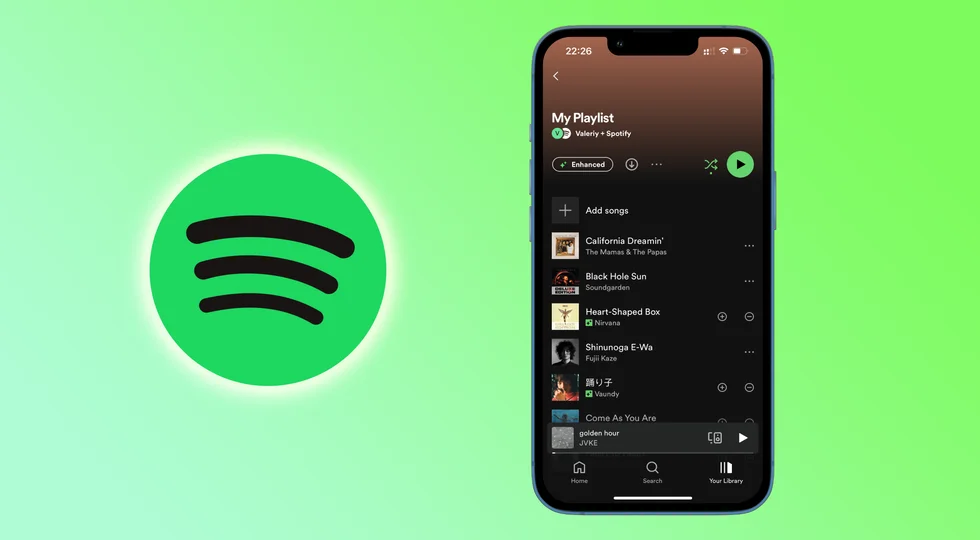 22:26
My Playlist
V
Valeriy + Spotify
Enhanced
Add songs
California Dreamin'
The Mamas & The Papas
Black Hole Sun
Soundgarden
DELUXE
EDITION
Heart-Shaped Box
Nirvana
Shinunoga E-Wa
Fujii Kaze
踊り子
Vaundy
Come As You Are
golden hour
JVKE
Home
Search
Your Library